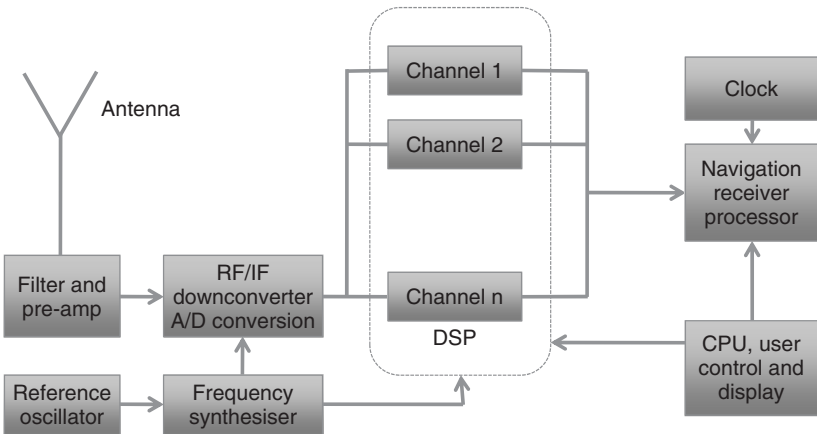 Antenna
Filter and
pre-amp
RF/IF
downconverter
A/D conversion
Reference
oscillator
Frequency
synthesiser
Channel 1
Channel 2
Channel n
DSP
Clock
Navigation
receiver
processor
CPU, user
control and
display